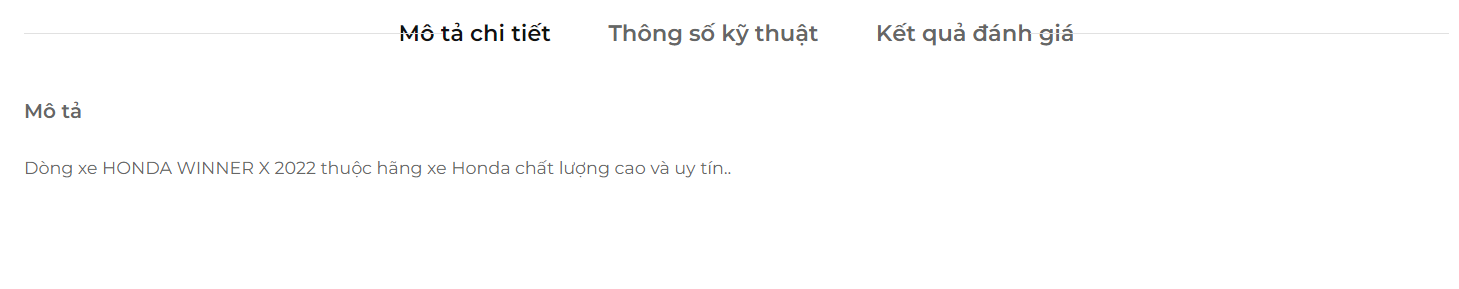 Mô tả chi tiết Thông số kỹ thuật Kết quả đánh giá
Mô tả
Dòng xe HONDA WINNER X 2022 thuộc hãng xe Honda chất lượng cao và uy tín..